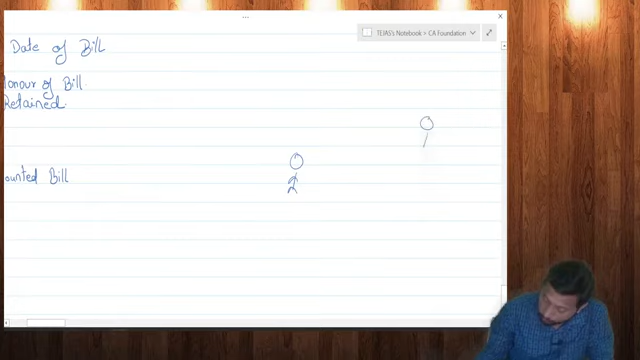 TEJAS's Notebook > CA Foundation
Date of Bill
onour of Bill.
Retained.
ounted Bill